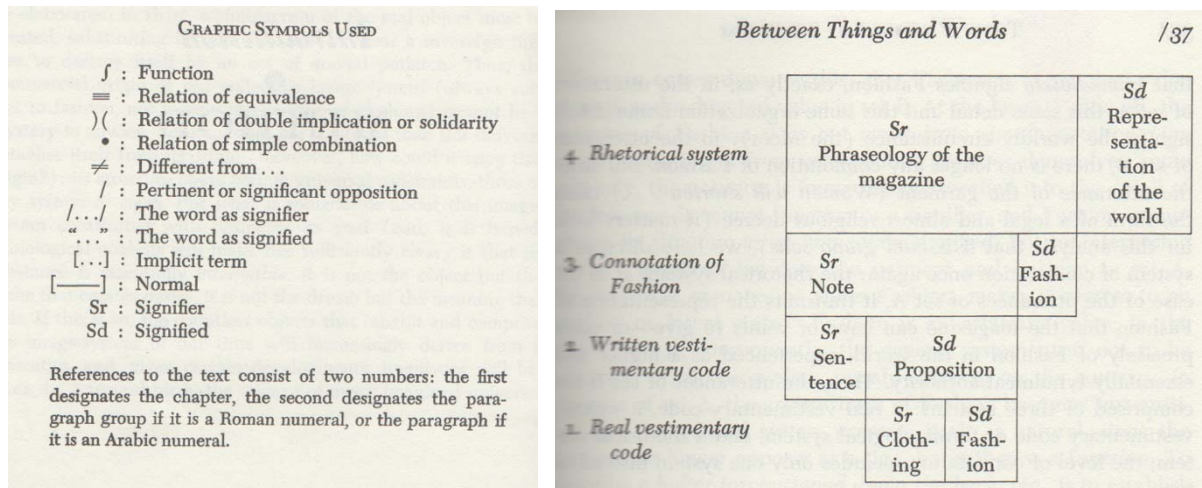 GRAPHIC SYMBOLS USED
ʃ : Function
≡ : Relation of equivalence
)( : Relation of double implication or solidarity
• : Relation of simple combination
≠ : Different from . . .
/ : Pertinent or significant opposition
/. . ./ : The word as signifier
“. . .” : The word as signified
[. . .] : Implicit term
[——] : Normal
Sr : Signifier
Sd : Signified
References to the text consist of two numbers: the first
designates the chapter, the second designates the para-
graph group if it is a Roman numeral, or the paragraph if
it is an Arabic numeral.
Between Things and Words /37
4 Rhetorical system
Sr
Phraseology of the
magazine
Sd
Repre-
senta-
tion
of the
world
3. Connotation of
Fashion
Sr
Note
Sd
Fash-
ion
2. Written vesti-
mentary code
Sr-
Sen-
tence
Sd
Proposition
1. Real vestimentary
code
Sr
Cloth-
ing
Sd
Fash-
ion